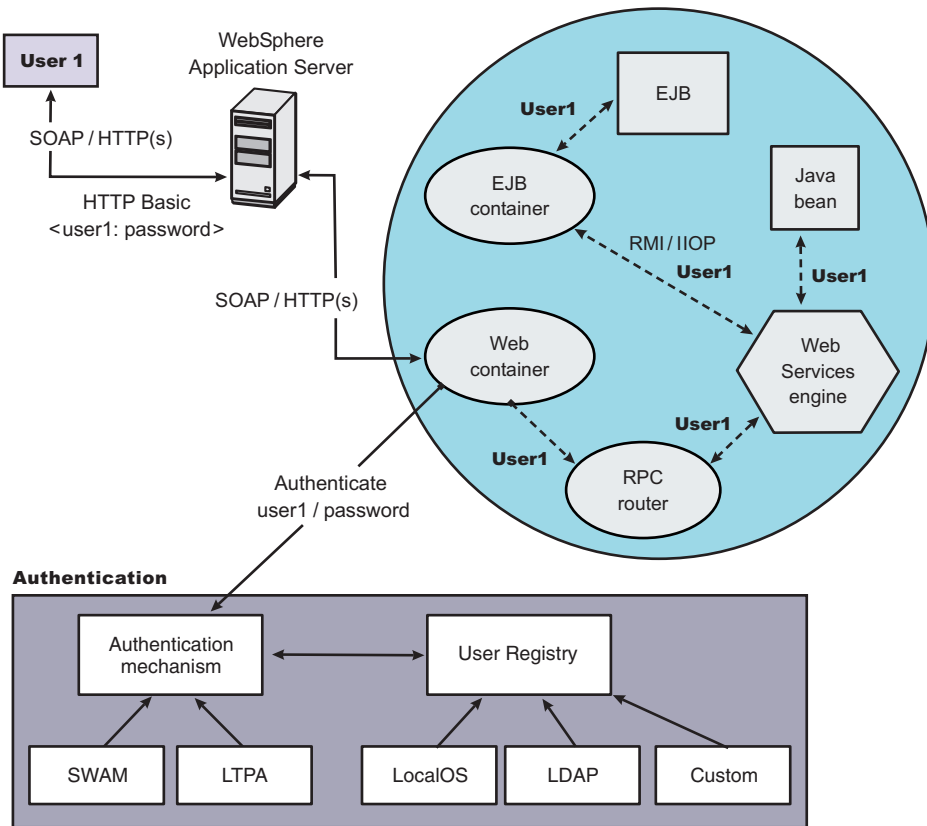 User 1
WebSphere
Application Server
SOAP / HTTP(s)
HTTP Basic
<user1: password>
SOAP / HTTP(s)
User1
EJB
EJB
container
Java
bean
RMI / IIOP
User1
User1
Web
container
Web
Services
engine
User1
User1
RPC
router
Authenticate
user1 / password
Authentication
Authentication
mechanism
User Registry
SWAM
LTPA
LocalOS
LDAP
Custom